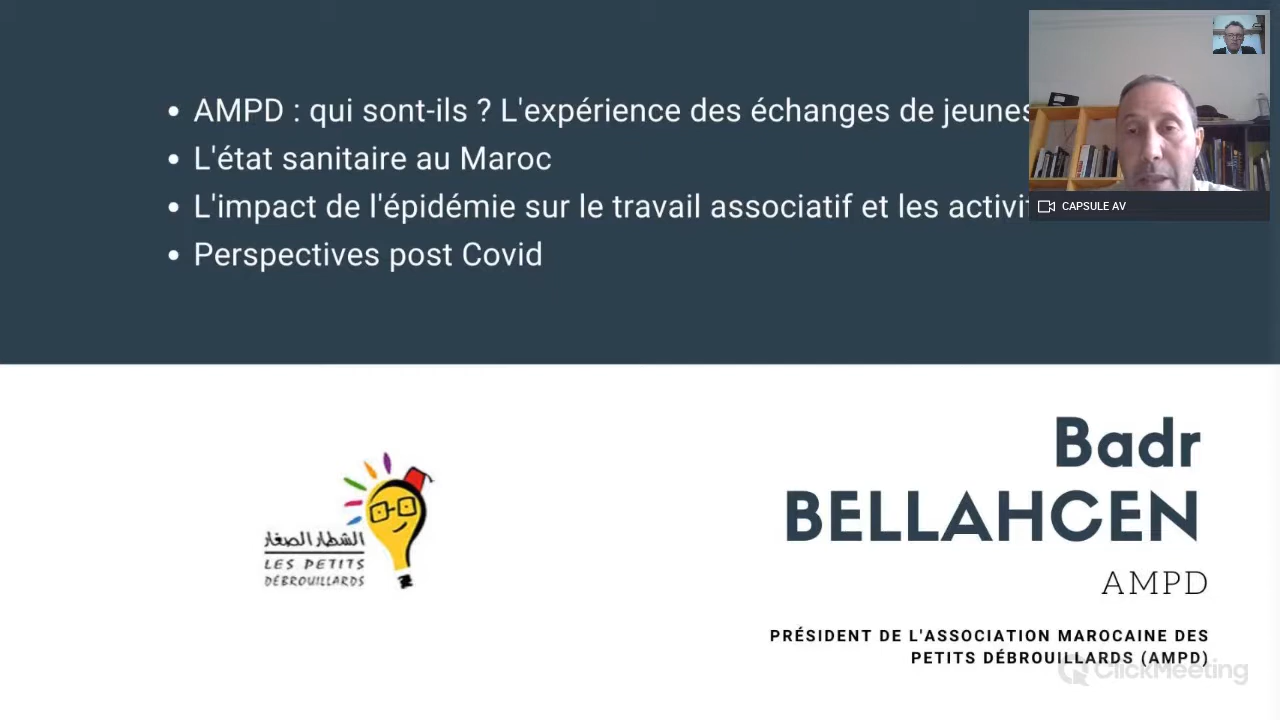 AMPD : qui sont-ils ? L'expérience des échanges de jeunes
L'état sanitaire au Maroc
L'impact de l'épidémie sur le travail associatif et les activit
Perspectives post Covid
CAPSULE AV
الشطار الصغار
LES PETITS
DÉBROUILLARDS
Badr
BELLAHCEN
AMPD
PRÉSIDENT DE L'ASSOCIATION MAROCAINE DES
PETITS DÉBROUILLARDS (AMPD)
ClickMeeting